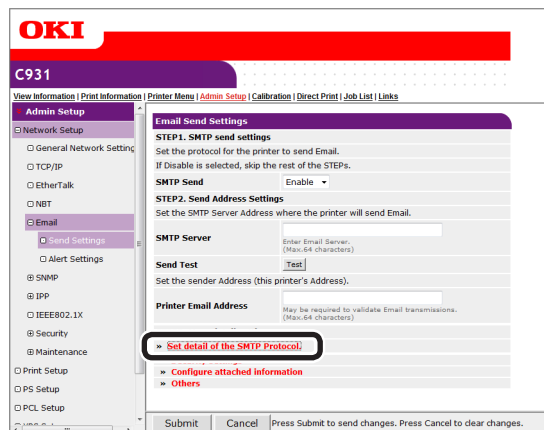 OKI
C931
View Information | Print Information | Printer Menu | Admin Setup | Calibration | Direct Print | Job List | Links
Admin Setup
Network Setup
General Network Setting
TCP/IP
EtherTalk
NBT
Email
Send Settings
Alert Settings
SNMP
IPP
IEEE802.1X
Security
Maintenance
Print Setup
PS Setup
PCL Setup
Email Send Settings
STEP1. SMTP send settings
Set the protocol for the printer to send Email.
If Disable is selected, skip the rest of the STEPs.
SMTP Send Enable
STEP2. Send Address Settings
Set the SMTP Server Address where the printer will send Email.
SMTP Server
Enter Email Server.
(Max.64 characters)
Send Test Test
Set the sender Address (this printer's Address).
Printer Email Address
May be required to validate Email transmissions.
(Max.64 characters)
» Set detail of the SMTP Protocol.
» Configure attached information
» Others
Submit Cancel Press Submit to send changes. Press Cancel to clear changes.